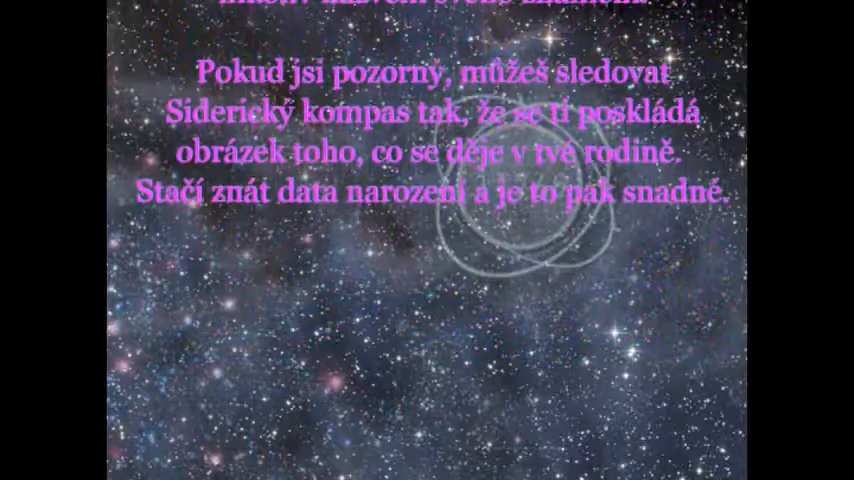 Pokud jsi pozorný, můžeš sledovat
Siderický kompas tak, že se ti poskládá
obrázek toho, co se děje v tvé rodině.
Stačí znát data narození a je to pak snadné.